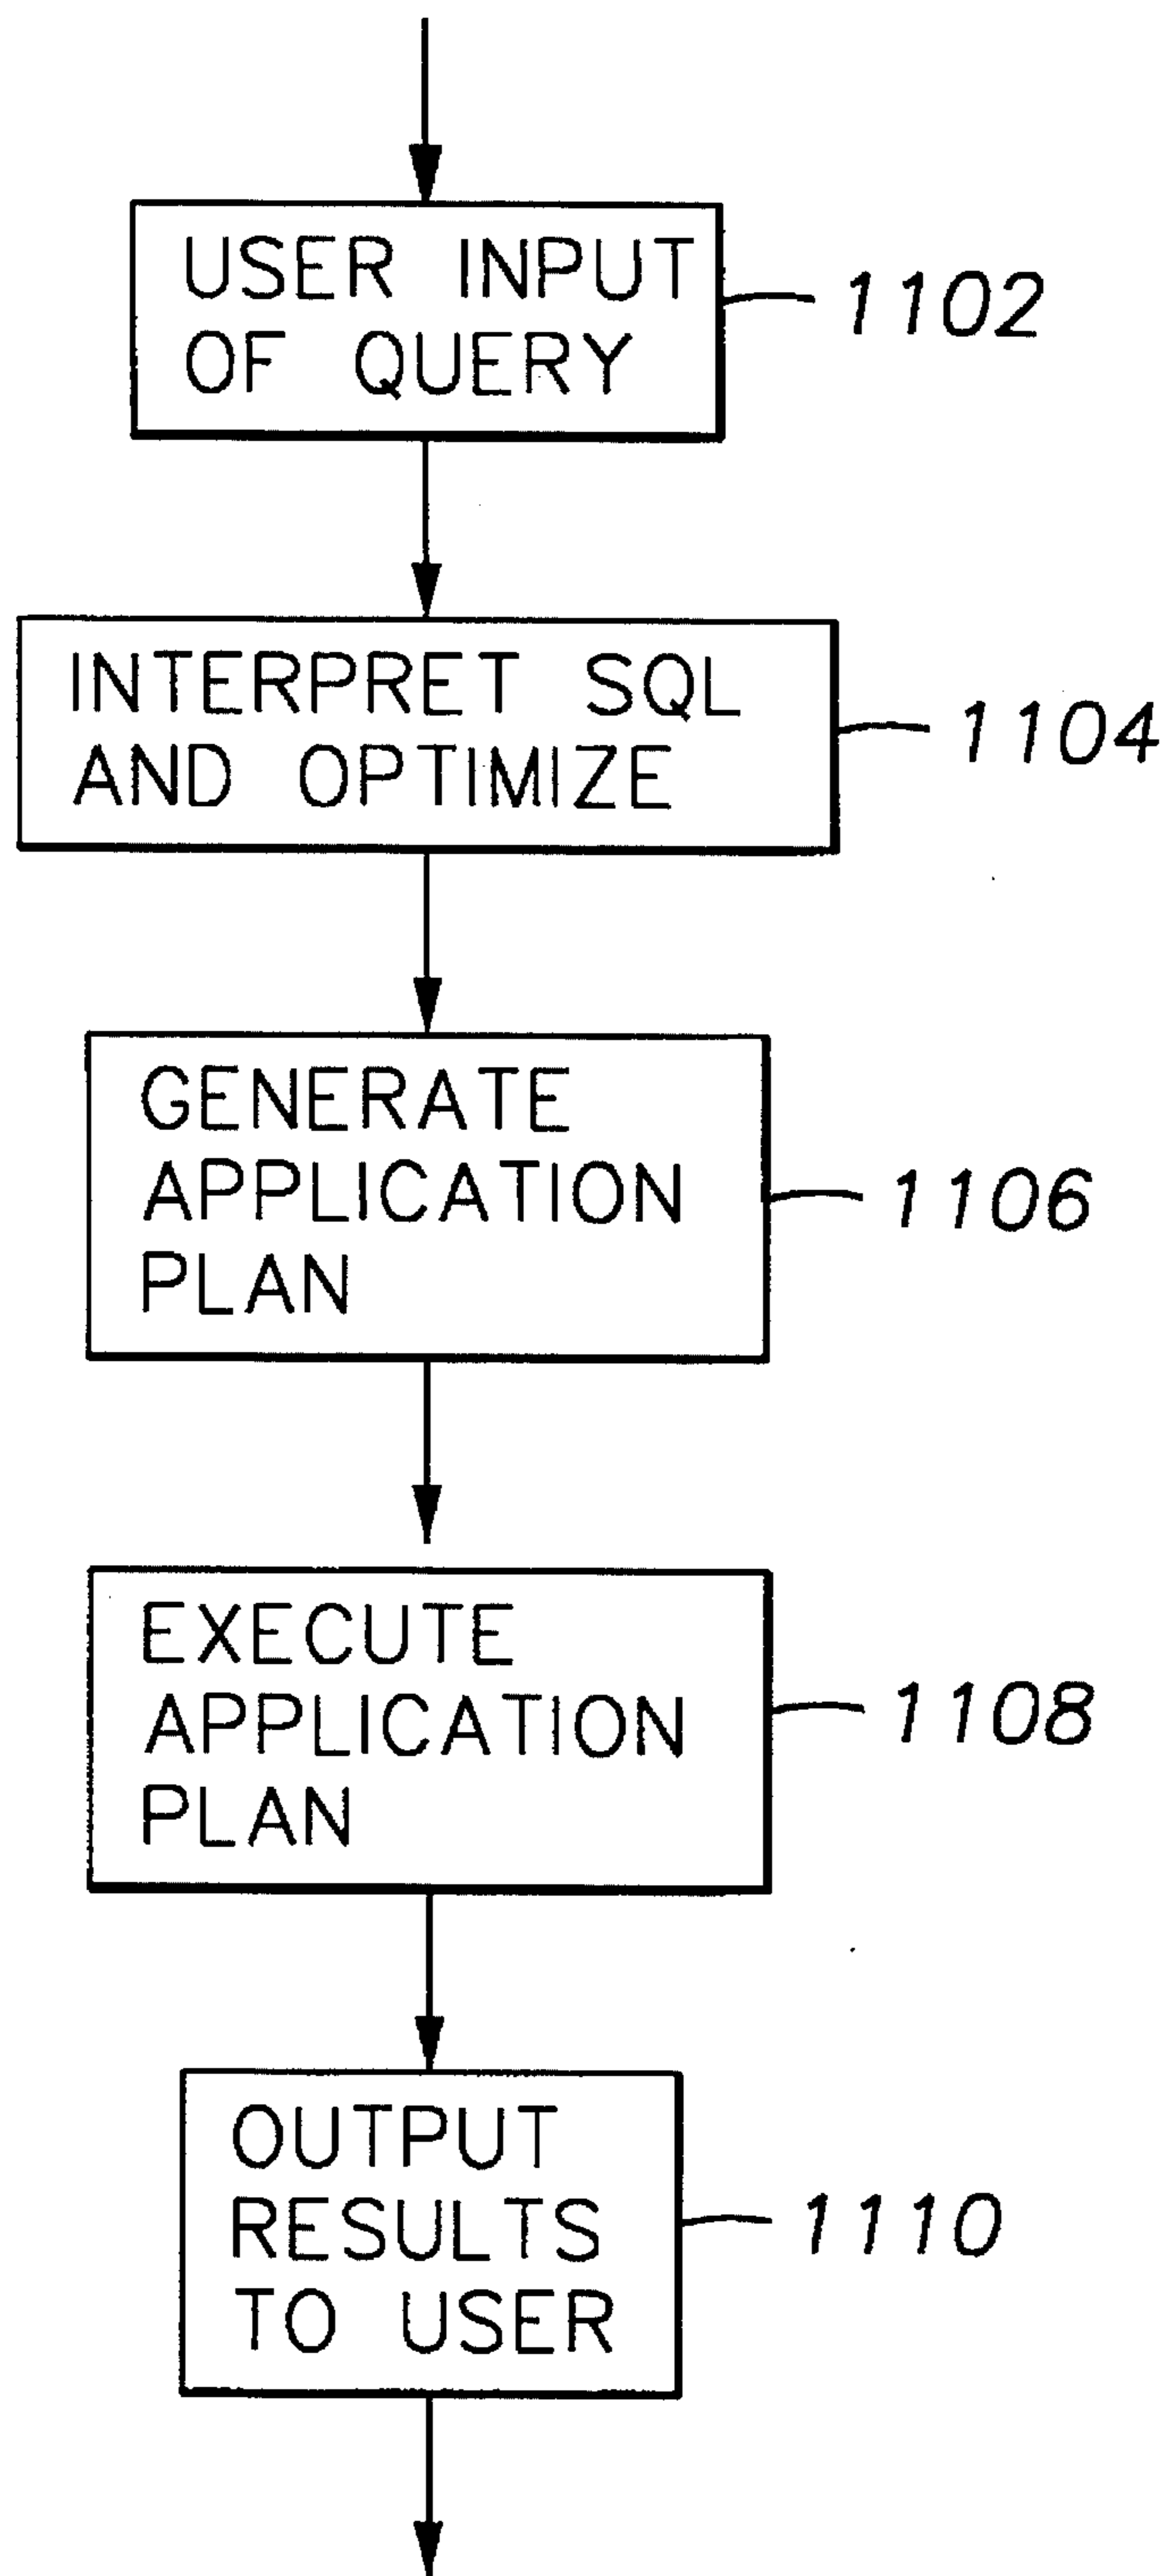 USER INPUT
OF QUERY
1102
INTERPRET SQL
AND OPTIMIZE
1104
GENERATE
APPLICATION
PLAN
1106
EXECUTE
APPLICATION
PLAN
1108
OUTPUT
RESULTS
TO USER
1110